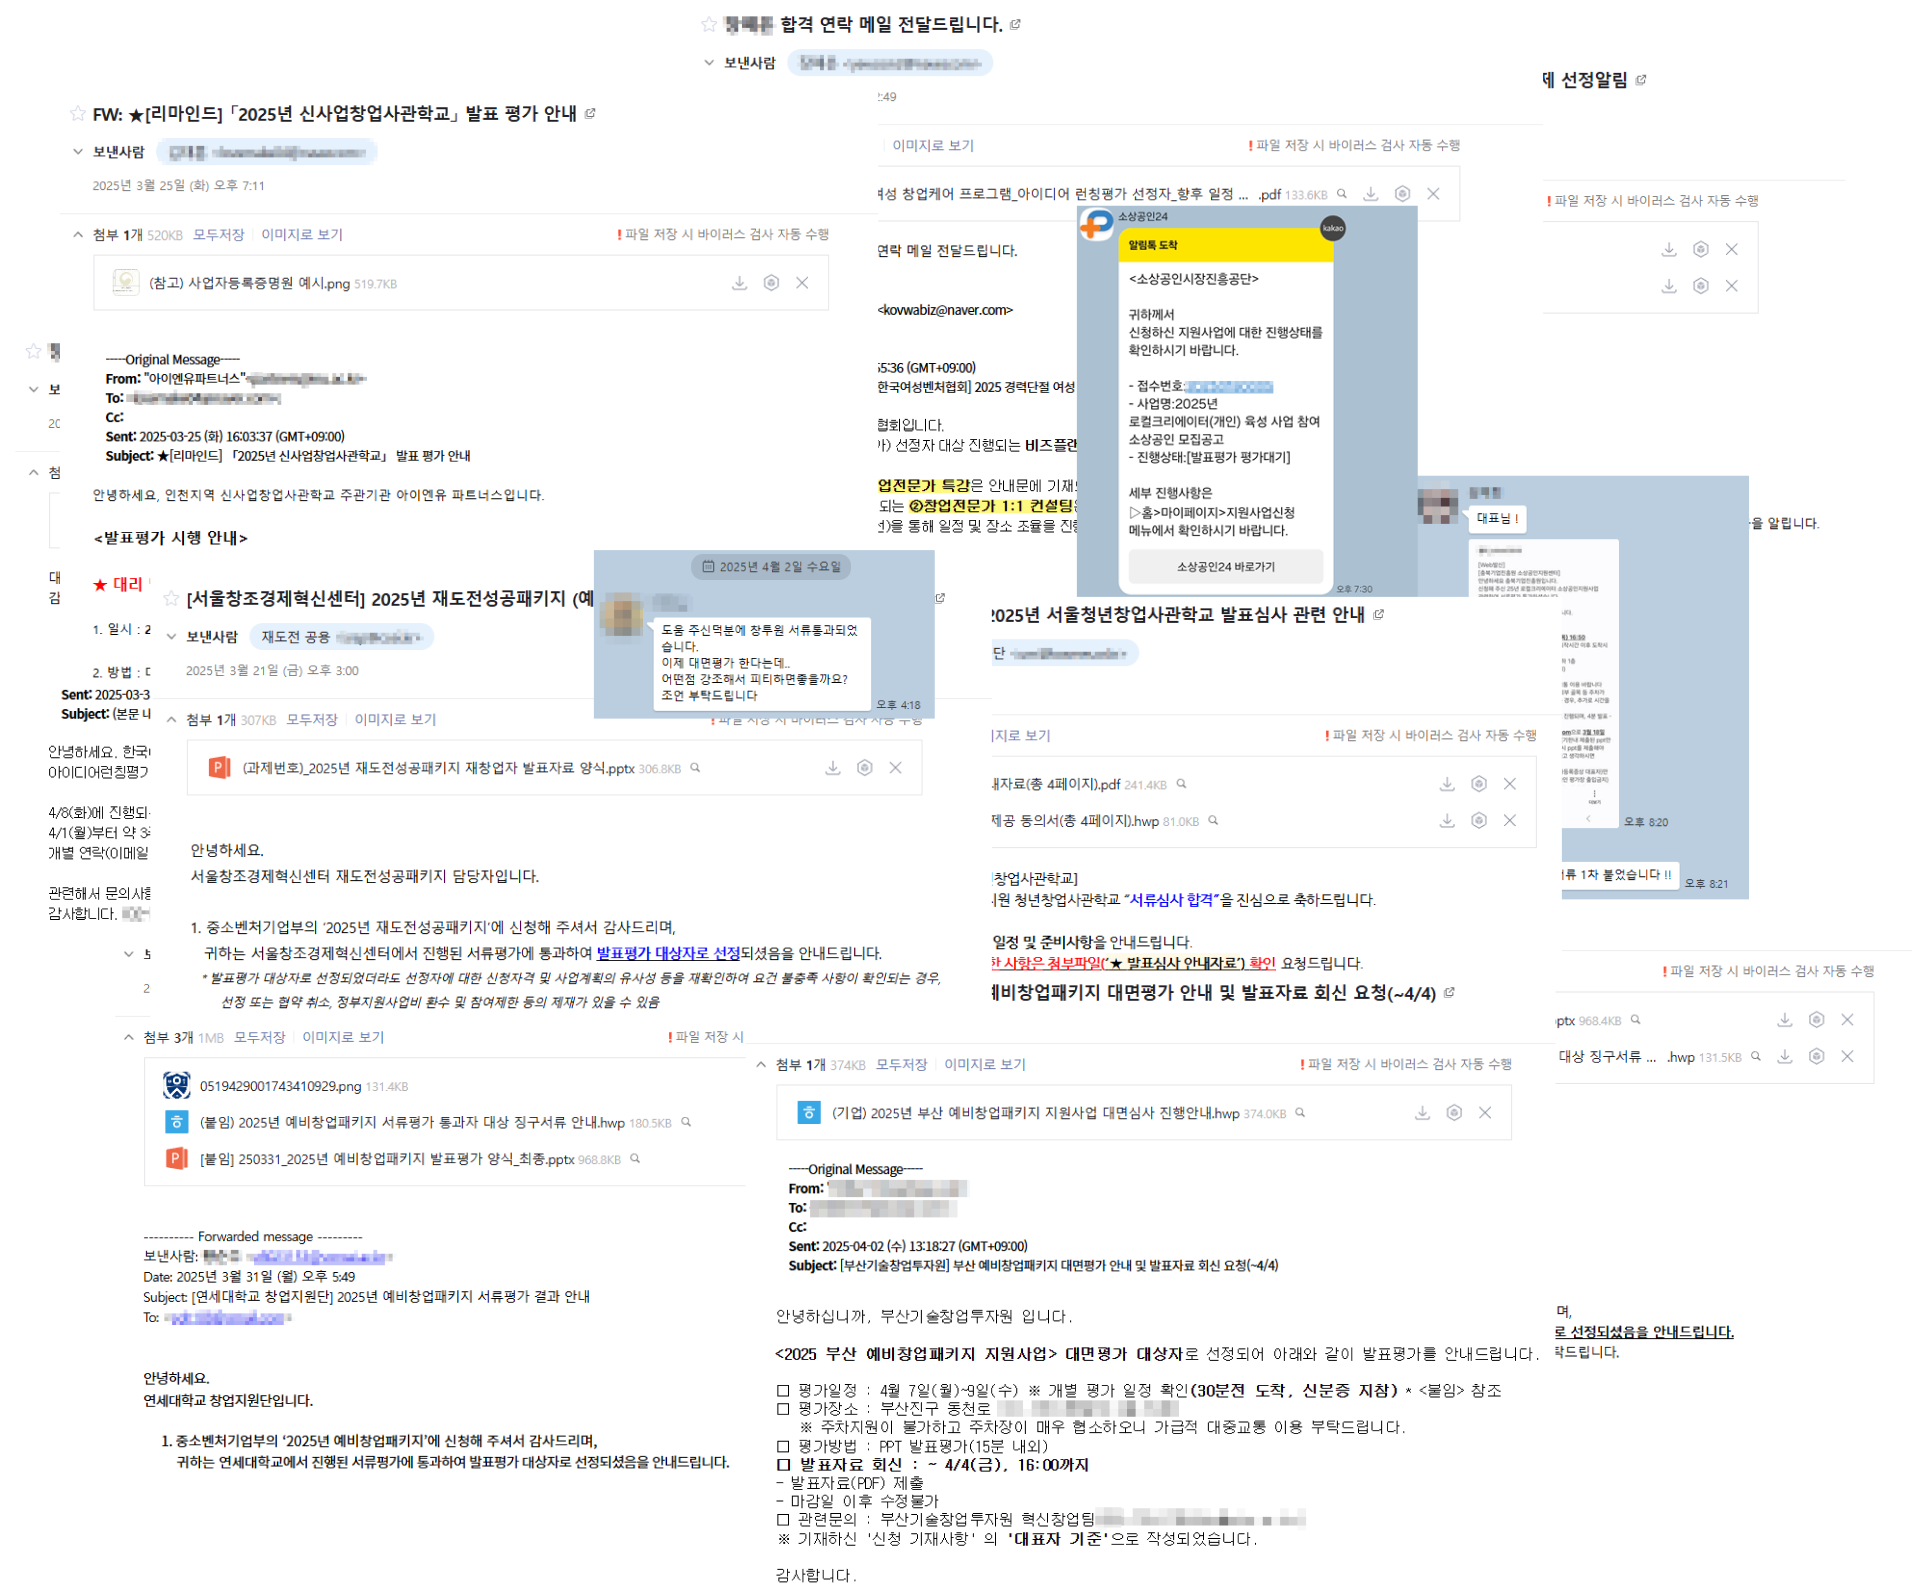 합격 연락 메일 전달드립니다.
보낸사람
2:49
이미지로 보기
! 파일 저장 시 바이러스 검사 자동 수행
여성 창업케어 프로그램_아이디어 런칭평가 선정자_향후 일정 ... .pdf 133.6KB
연락 메일 전달드립니다.
<kovwabiz@naver.com>
55:36 (GMT+09:00)
한국여성벤처협회] 2025 경력단절 여성
협회입니다.
가) 선정자 대상 진행되는 비즈플랜
업전문가 특강은 안내문에 기재
되는 ②창업전문가 1:1 컨설팅
선)을 통해 일정 및 장소 조율을 진행
제 선정알림
! 파일 저장 시 바이러스 검사 자동 수행
을 알립니다.
FW: ★[리마인드]「2025년 신사업창업사관학교」발표 평가 안내
보낸사람
2025년 3월 25일 (화) 오후 7:11
첨부 1개 520KB 모두저장 이미지로 보기
! 파일 저장 시 바이러스 검사 자동 수행
(참고) 사업자등록증명원 예시.png 519.7KB
-----Original Message-----
From: "아이엔유파트너스"
To:
Cc:
Sent: 2025-03-25 (화) 16:03:37 (GMT+09:00)
Subject: ★[리마인드] 「2025년 신사업창업사관학교」 발표 평가 안내
안녕하세요, 인천지역 신사업창업사관학교 주관기관 아이엔유 파트너스입니다.
<발표평가 시행 안내>
★ 대리
1. 일시 : 2
2. 방법 : 디
보
20
첨
대
감
Sent: 2025-03-3
Subject: (본문 내
안녕하세요. 한국
아이디어런칭평가
4/8(화)에 진행되
4/1(월)부터 약 3
개별 연락(이메일
관련해서 문의사항
감사합니다.
소상공인24
kakao
알림톡 도착
<소상공인시장진흥공단>
귀하께서
신청하신 지원사업에 대한 진행상태를
확인하시기 바랍니다.
- 접수번호:
- 사업명:2025년
로컬크리에이터(개인) 육성 사업 참여
소상공인 모집공고
- 진행상태:[발표평가 평가대기]
세부 진행사항은
▷홈>마이페이지>지원사업신청
메뉴에서 확인하시기 바랍니다.
소상공인24 바로가기
오후 7:30
대표님 !
[Web발신]
[충북기업진흥원 소상공인지원센터]
안녕하세요 충북기업진흥원입니다.
오후 8:20
서류 1차 붙었습니다 !!
오후 8:21
2025년 4월 2일 수요일
도움 주신덕분에 창투원 서류통과되었
습니다.
이제 대면평가 한다는데..
어떤점 강조해서 피티하면좋을까요?
조언 부탁드립니다
오후 4:18
[서울창조경제혁신센터] 2025년 재도전성공패키지 (예
보낸사람 재도전 공용
2025년 3월 21일 (금) 오후 3:00
첨부 1개 307KB 모두저장 이미지로 보기
! 파일 저장 시 바이러스 검사 자동 수행
(과제번호)_2025년 재도전성공패키지 재창업자 발표자료 양식.pptx 306.8KB
안녕하세요.
서울창조경제혁신센터 재도전성공패키지 담당자입니다.
1. 중소벤처기업부의 '2025년 재도전성공패키지'에 신청해 주셔서 감사드리며,
귀하는 서울창조경제혁신센터에서 진행된 서류평가에 통과하여 발표평가 대상자로 선정되셨음을 안내드립니다.
* 발표평가 대상자로 선정되었더라도 선정자에 대한 신청자격 및 사업계획의 유사성 등을 재확인하여 요건 불충족 사항이 확인되는 경우,
선정 또는 협약 취소, 정부지원사업비 환수 및 참여제한 등의 제재가 있을 수 있음
2025년 서울청년창업사관학교 발표심사 관련 안내
단
이지로 보기
! 파일 저장 시 바이러스 검사 자동 수행
내자료(총 4페이지).pdf 241.4KB
제공 동의서(총 4페이지).hwp 81.0KB
창업사관학교]
지원 청년창업사관학교 "서류심사 합격"을 진심으로 축하드립니다.
일정 및 준비사항을 안내드립니다.
한 사항은 첨부파일('★ 발표심사 안내자료') 확인 요청드립니다.
예비창업패키지 대면평가 안내 및 발표자료 회신 요청(~4/4)
첨부 1개 374KB 모두저장 이미지로 보기
! 파일 저장 시 바이러스 검사 자동 수행
(기업) 2025년 부산 예비창업패키지 지원사업 대면심사 진행안내.hwp 374.0KB
-----Original Message-----
From:
To:
Cc:
Sent: 2025-04-02 (수) 13:18:27 (GMT+09:00)
Subject: [부산기술창업투자원] 부산 예비창업패키지 대면평가 안내 및 발표자료 회신 요청(~4/4)
안녕하십니까, 부산기술창업투자원 입니다.
<2025 부산 예비창업패키지 지원사업> 대면평가 대상자로 선정되어 아래와 같이 발표평가를 안내드립니다.
□ 평가일정 : 4월 7일(월)~9일(수) ※ 개별 평가 일정 확인(30분전 도착, 신분증 지참) * <붙임> 참조
□ 평가장소 : 부산진구 동천로
※ 주차지원이 불가하고 주차장이 매우 협소하오니 가급적 대중교통 이용 부탁드립니다.
□ 평가방법 : PPT 발표평가(15분 내외)
□ 발표자료 회신 : ~ 4/4(금), 16:00까지
- 발표자료(PDF) 제출
- 마감일 이후 수정불가
□ 관련문의 : 부산기술창업투자원 혁신창업팀
※ 기재하신 '신청 기재사항' 의 '대표자 기준'으로 작성되었습니다.
감사합니다.
첨부 3개 1MB 모두저장 이미지로 보기
! 파일 저장 시
0519429001743410929.png 131.4KB
(붙임) 2025년 예비창업패키지 서류평가 통과자 대상 징구서류 안내.hwp 180.5KB
[붙임] 250331_2025년 예비창업패키지 발표평가 양식_최종.pptx 968.8KB
---------- Forwarded message ---------
보낸사람:
Date: 2025년 3월 31일 (월) 오후 5:49
Subject: [연세대학교 창업지원단] 2025년 예비창업패키지 서류평가 결과 안내
To:
안녕하세요.
연세대학교 창업지원단입니다.
1. 중소벤처기업부의 '2025년 예비창업패키지'에 신청해 주셔서 감사드리며,
귀하는 연세대학교에서 진행된 서류평가에 통과하여 발표평가 대상자로 선정되셨음을 안내드립니다.
! 파일 저장 시 바이러스 검사 자동 수행
ptx 968.4KB
대상 징구서류 ... .hwp 131.5KB
며,
로 선정되셨음을 안내드립니다.
탁드립니다.